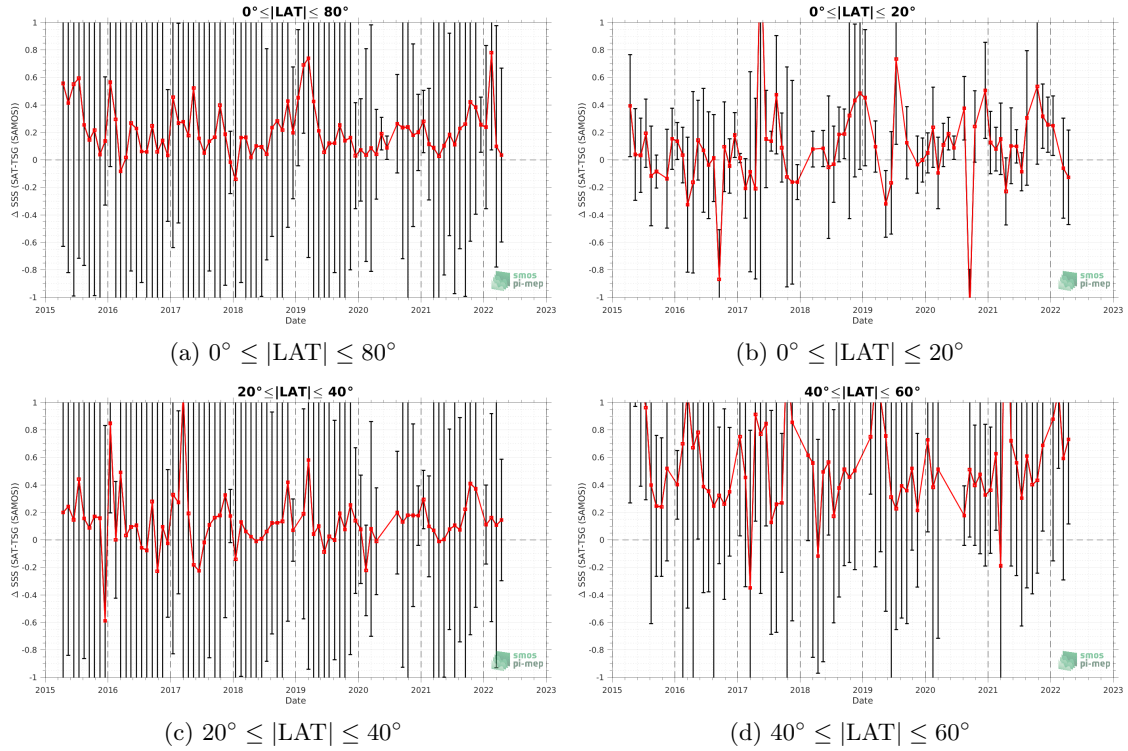 0°≤|LAT|≤ 80°
1
0.8
0.6
0.4
0.2
0
-0.2
-0.4
-0.6
-0.8
-1
Δ SSS (SAT-TSG (SAMOS))
smos
pi-mep
2015 2016 2017 2018 2019 2020 2021 2022 2023
Date
(a) 0° ≤ |LAT| ≤ 80°
0°≤|LAT|≤ 20°
1
0.8
0.6
0.4
0.2
0
-0.2
-0.4
-0.6
-0.8
-1
Δ SSS (SAT-TSG (SAMOS))
smos
pi-mep
2015 2016 2017 2018 2019 2020 2021 2022 2023
Date
(b) 0° ≤ |LAT| ≤ 20°
20°≤|LAT|≤ 40°
1
0.8
0.6
0.4
0.2
0
-0.2
-0.4
-0.6
-0.8
-1
Δ SSS (SAT-TSG (SAMOS))
smos
pi-mep
2015 2016 2017 2018 2019 2020 2021 2022 2023
Date
(c) 20° ≤ |LAT| ≤ 40°
40°≤|LAT|≤ 60°
1
0.8
0.6
0.4
0.2
0
-0.2
-0.4
-0.6
-0.8
-1
Δ SSS (SAT-TSG (SAMOS))
smos
pi-mep
2015 2016 2017 2018 2019 2020 2021 2022 2023
Date
(d) 40° ≤ |LAT| ≤ 60°